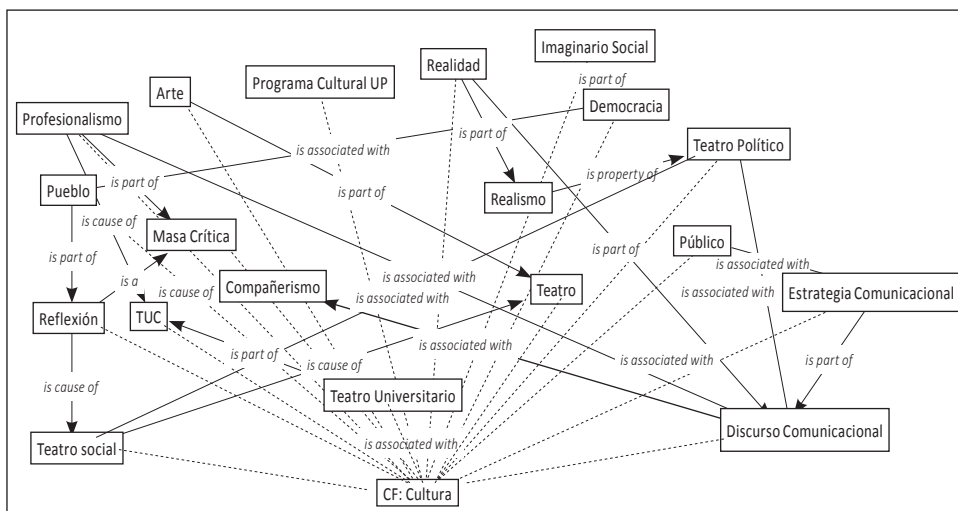 Imaginario Social
Realidad
is part of
Programa Cultural UP
Arte
Democracia
Profesionalismo
is part of
is associated with
Teatro Político
Pueblo
is part of
is part of
is property of
Realismo
is cause of
Masa Crítica
Público
is part of
is part of
is associated with
is a
is cause of
is associated with
Compañerismo
Teatro
is associated with
Estrategia Comunicacional
is associated with
Reflexión
TUC
is associated with
is part of
is associated with
is part of
is cause of
is cause of
Teatro Universitario
Discurso Comunicacional
Teatro social
is associated with
CF: Cultura